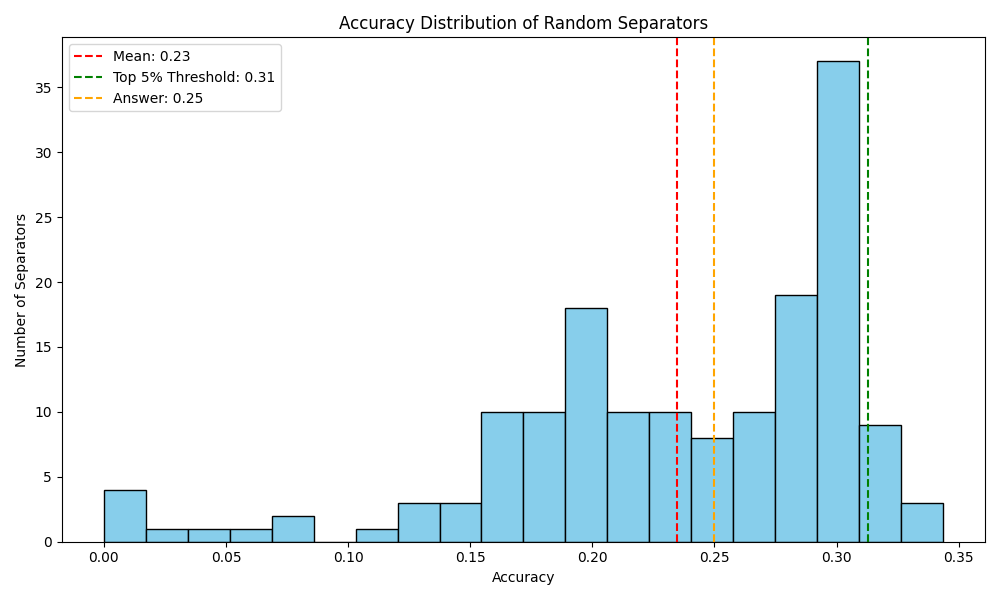 Accuracy Distribution of Random Separators
Mean: 0.23
Top 5% Threshold: 0.31
Answer: 0.25
Number of Separators
35
30
25
20
15
10
5
0
0.00 0.05 0.10 0.15 0.20 0.25 0.30 0.35
Accuracy